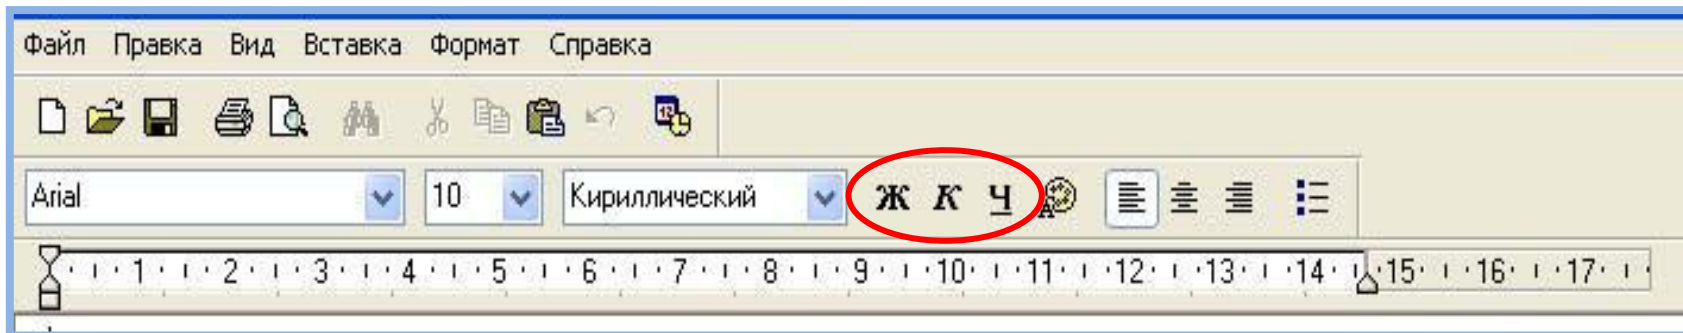 Файл Правка Вид Вставка Формат Справка
12
Arial 10 Кириллический Ж К Ч A
1 2 3 4 5 6 7 8 9 10 11 12 13 14 15 16 17